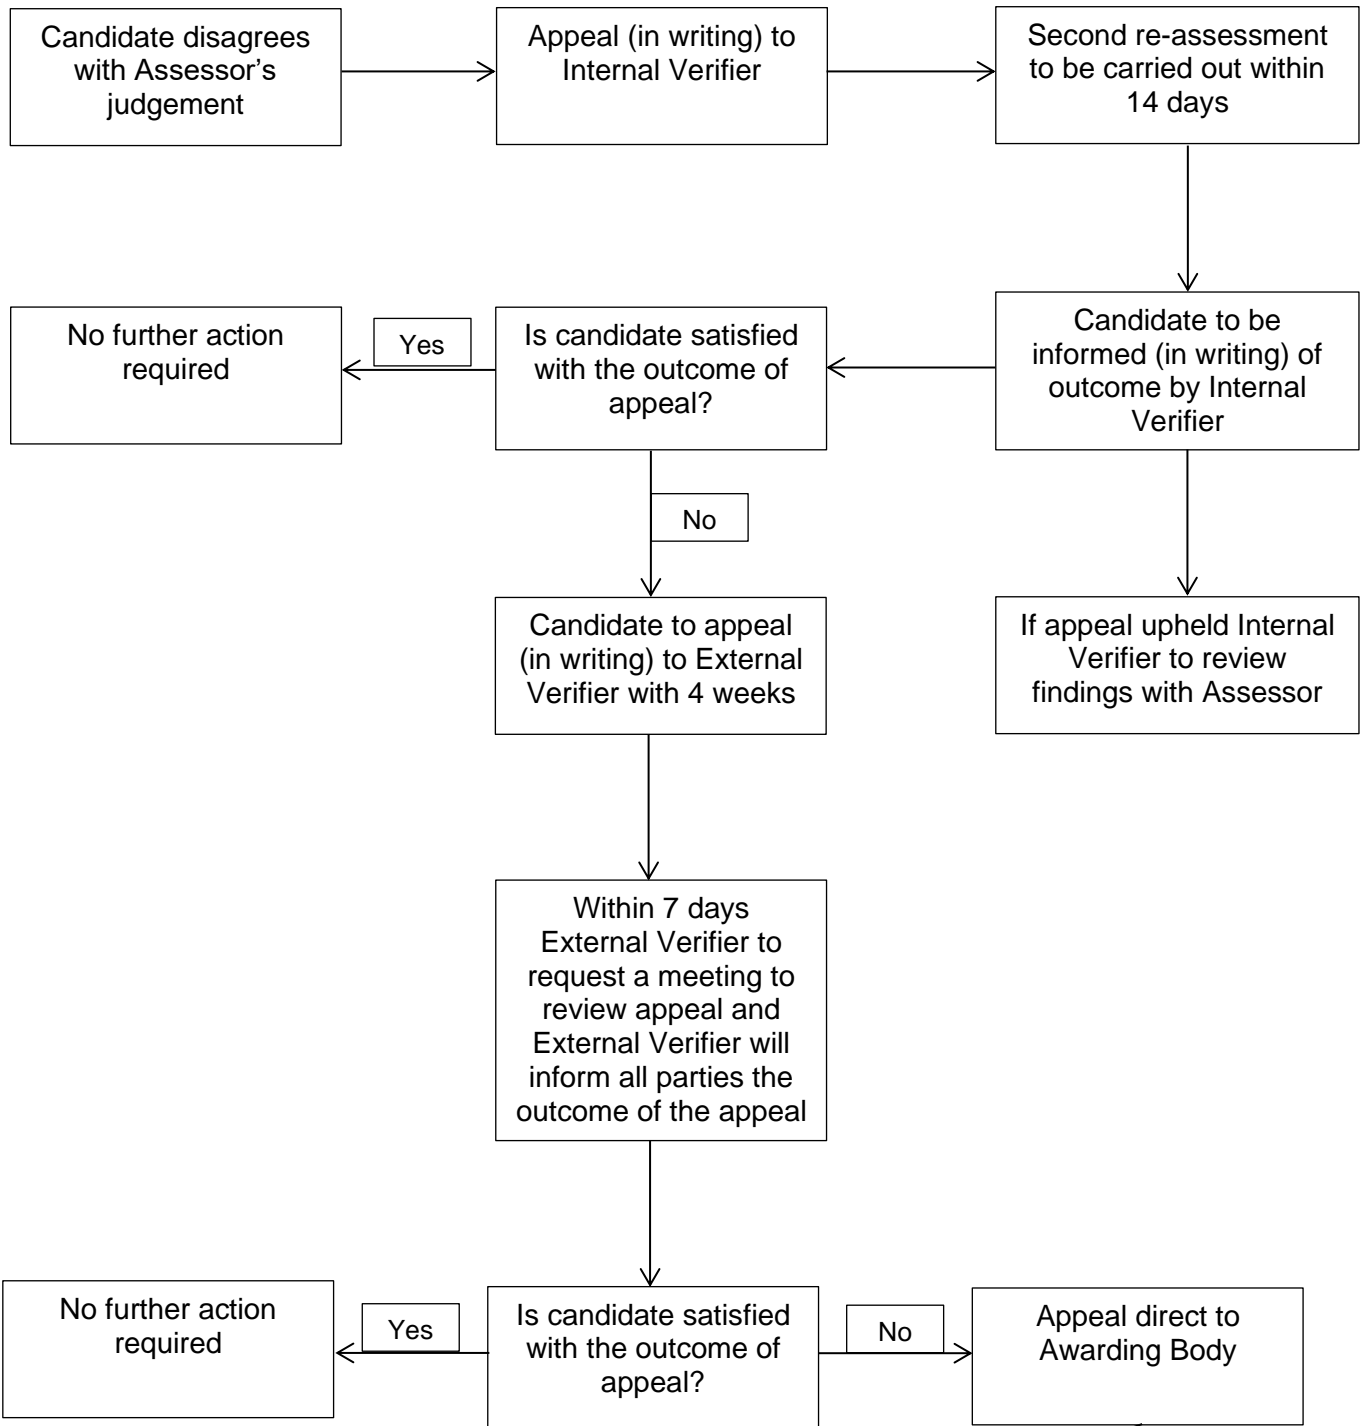 Candidate disagrees
with Assessor's
judgement
Appeal (in writing) to
Internal Verifier
Second re-assessment
to be carried out within
14 days
No further action
required
Yes
Is candidate satisfied
with the outcome of
appeal?
Candidate to be
informed (in writing) of
outcome by Internal
Verifier
No
Candidate to appeal
(in writing) to External
Verifier with 4 weeks
If appeal upheld Internal
Verifier to review
findings with Assessor
Within 7 days
External Verifier to
request a meeting to
review appeal and
External Verifier will
inform all parties the
outcome of the appeal
No further action
required
Yes
Is candidate satisfied
with the outcome of
appeal?
No
Appeal direct to
Awarding Body